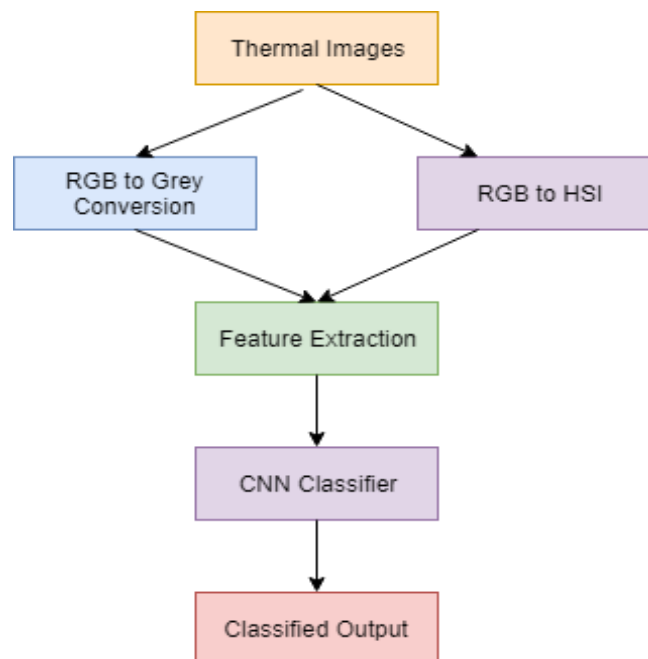 Thermal Images
RGB to Grey
Conversion
RGB to HSI
Feature Extraction
CNN Classifier
Classified Output